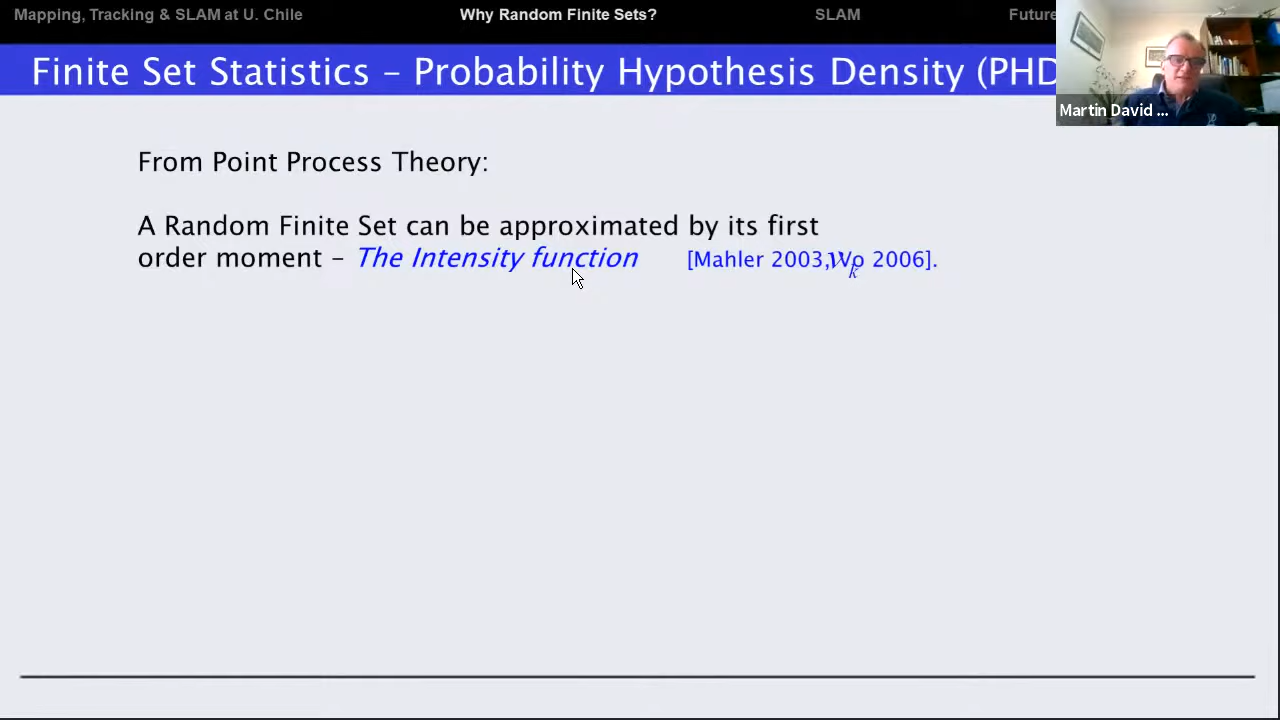 Mapping, Tracking & SLAM at U. Chile Why Random Finite Sets? SLAM Future
Finite Set Statistics – Probability Hypothesis Density (PHD
Martin David ...
From Point Process Theory:
A Random Finite Set can be approximated by its first
order moment – The Intensity function [Mahler 2003, 2006].